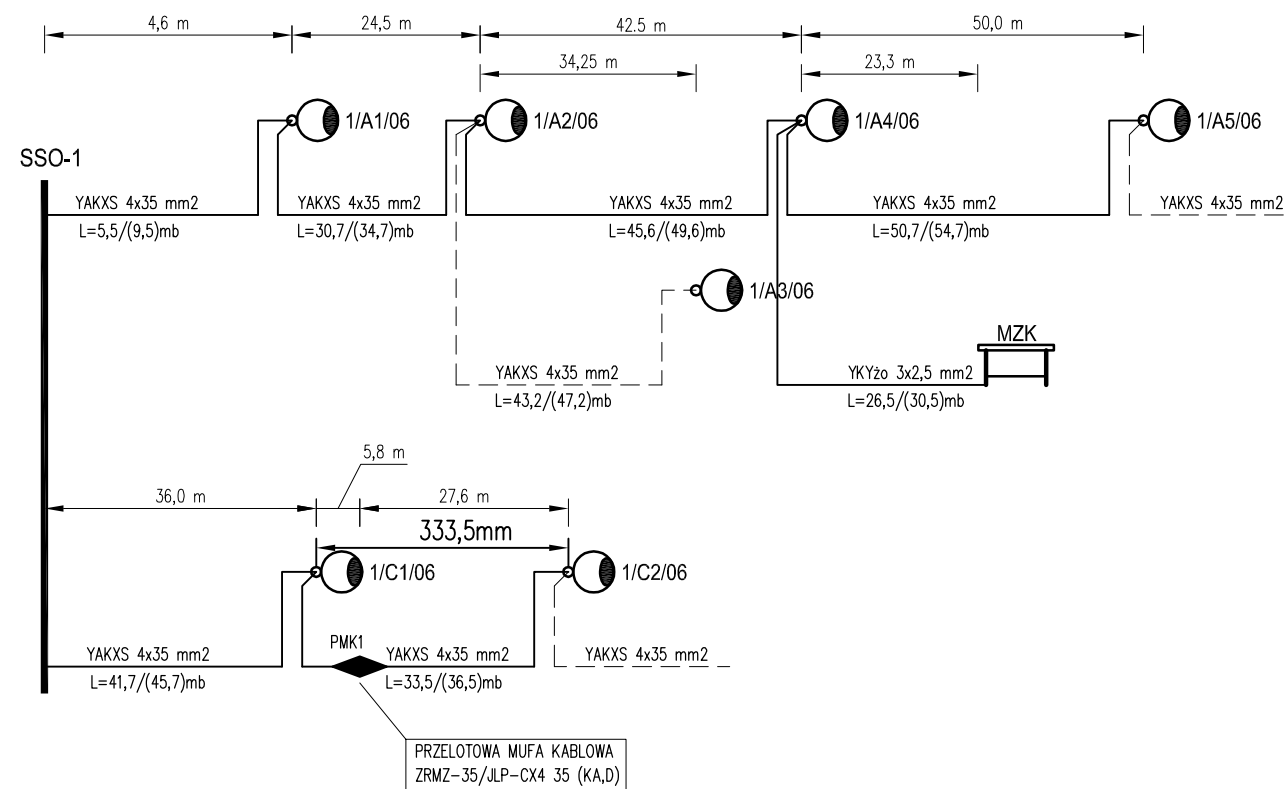 4,6 m
24,5 m
42.5 m
50,0 m
34,25 m
23,3 m
1/A1/06
1/A2/06
1/A4/06
1/A5/06
SSO-1
YAKXS 4x35 mm2
L=5,5/(9,5)mb
YAKXS 4x35 mm2
L=30,7/(34,7)mb
YAKXS 4x35 mm2
L=45,6/(49,6)mb
YAKXS 4x35 mm2
L=50,7/(54,7)mb
YAKXS 4x35 mm2
1/A3/06
MZK
YAKXS 4x35 mm2
L=43,2/(47,2)mb
YKYżo 3x2,5 mm2
L=26,5/(30,5)mb
5,8 m
36,0 m
27,6 m
333,5mm
1/C1/06
1/C2/06
PMK1
YAKXS 4x35 mm2
L=41,7/(45,7)mb
YAKXS 4x35 mm2
L=33,5/(36,5)mb
YAKXS 4x35 mm2
PRZELOTOWA MUFA KABLOWA
ZRMZ-35/JLP-CX4 35 (KA,D)